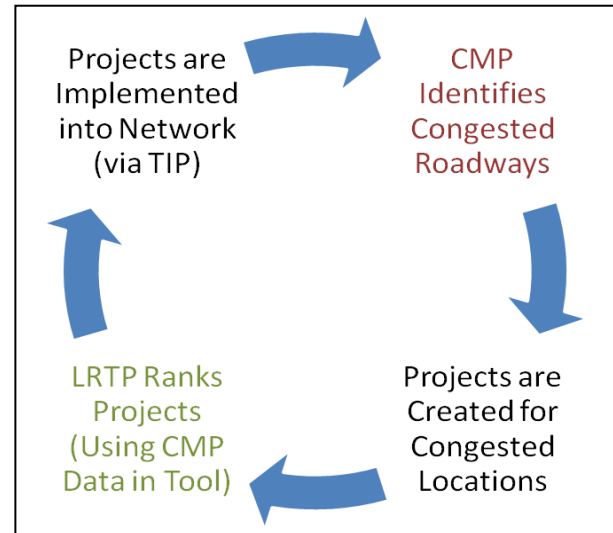 Projects are
Implemented
into Network
(via TIP)
CMP
Identifies
Congested
Roadways
Projects are
Created for
Congested
Locations
LRTP Ranks
Projects
(Using CMP
Data in Tool)